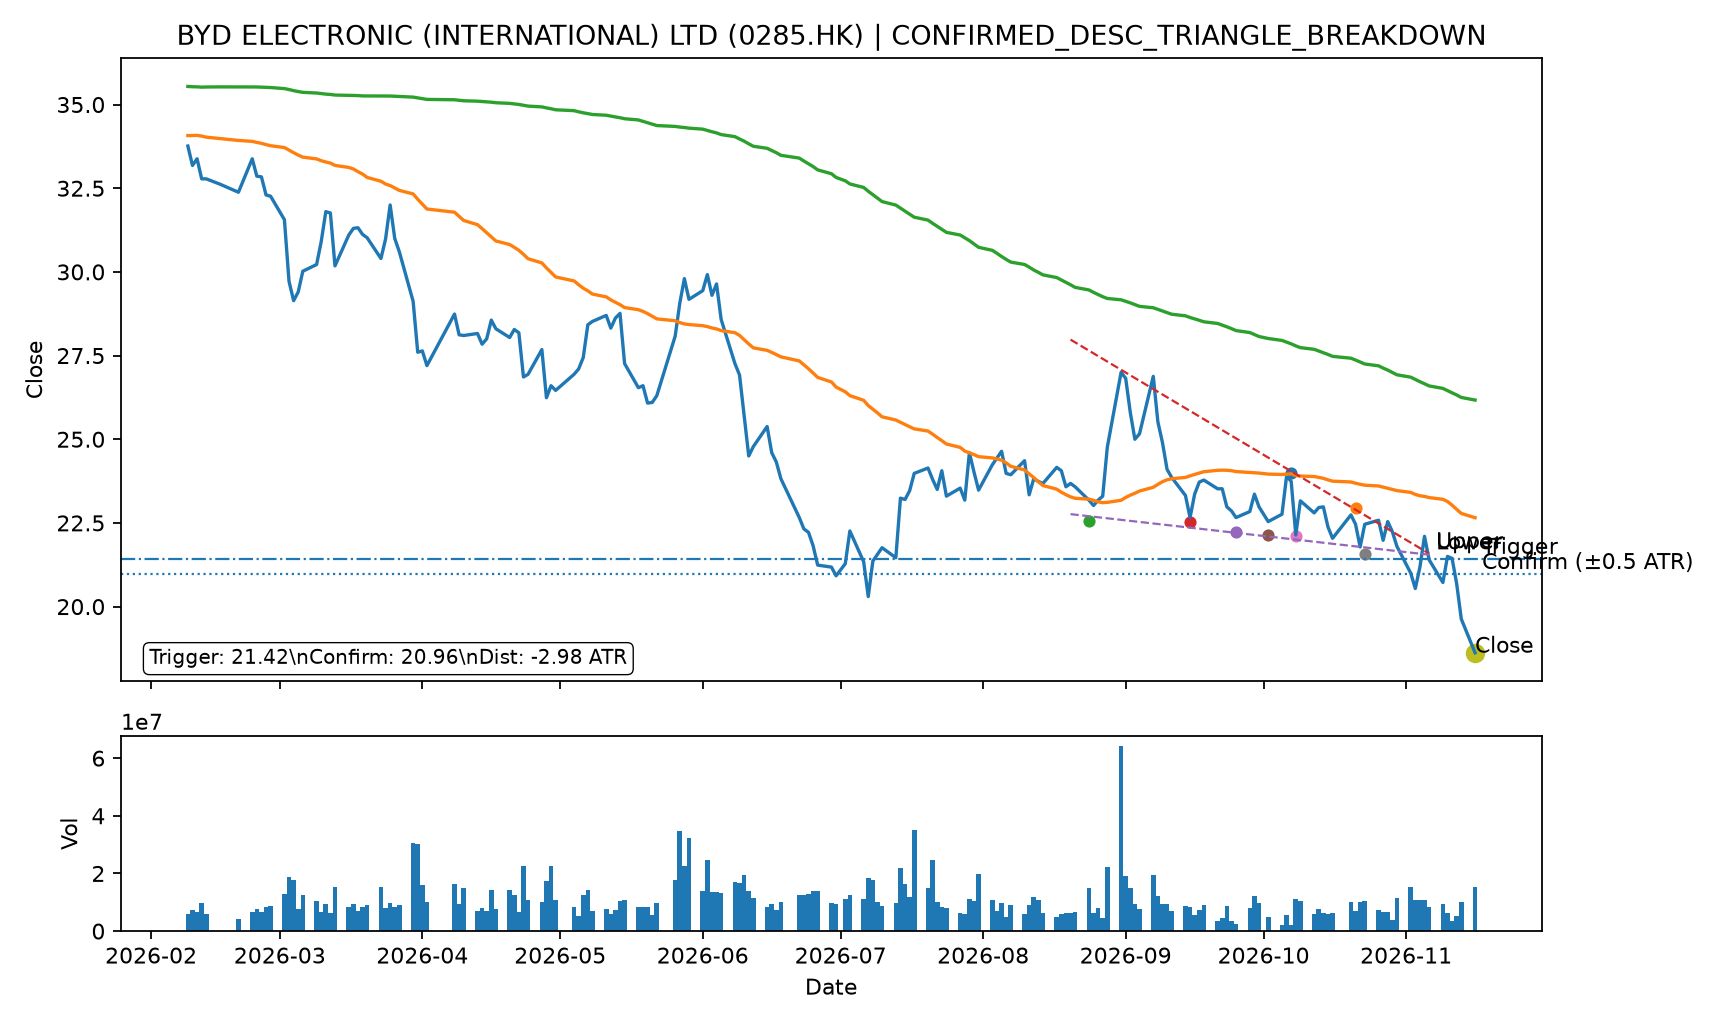 BYD ELECTRONIC (INTERNATIONAL) LTD (0285.HK) | CONFIRMED_DESC_TRIANGLE_BREAKDOWN
35.0
32.5
30.0
27.5
25.0
22.5
20.0
Close
Upper
Lower
Trigger
Confirm (±0.5 ATR)
Close
Trigger: 21.42\nConfirm: 20.96\nDist: -2.98 ATR
1e7
6
4
2
0
Vol
2026-02 2026-03 2026-04 2026-05 2026-06 2026-07 2026-08 2026-09 2026-10 2026-11
Date